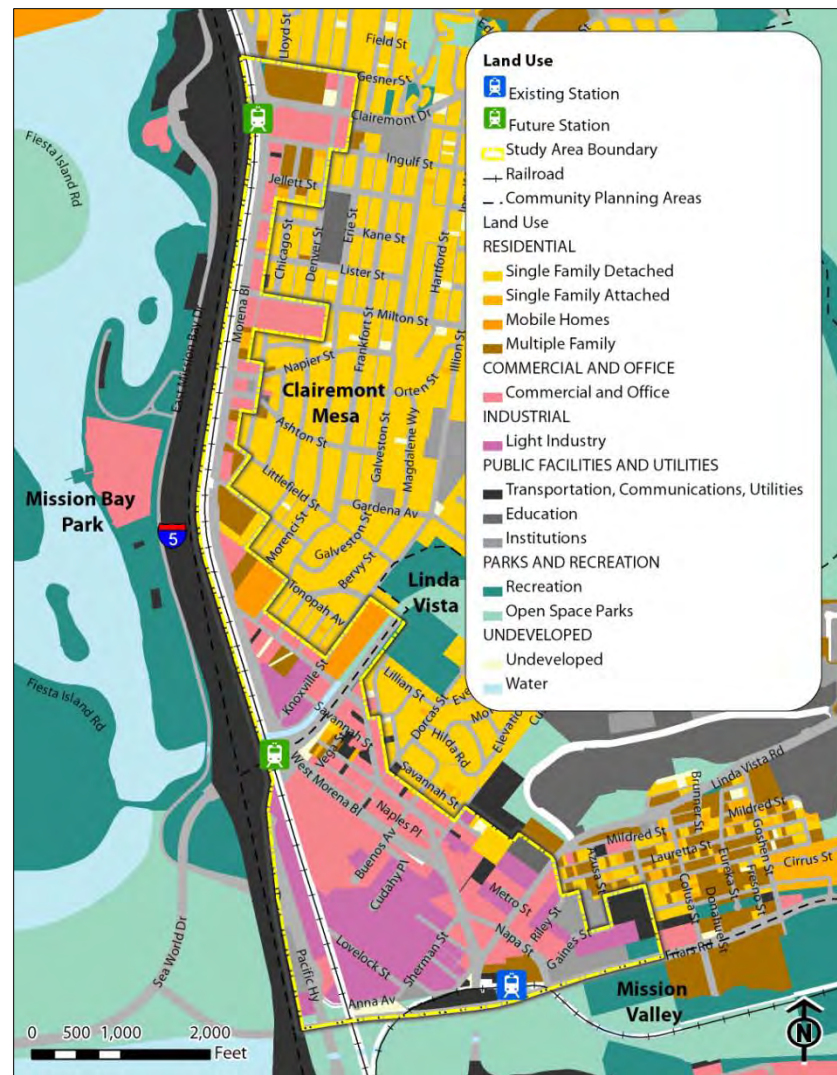 Lloyd St
Field St
Gesner St
Clairemont Dr
Ingulf St
Jellett St
Chicago St
Denver St
Erie St
Kane St
Lister St
Hartford St
Morena Bl
Milton St
Frankfort St
Illion St
Napier St
Orten St
Clairemont
Mesa
Ashton St
Galveston St
Magdalene Wy
Littlefield St
Gardena Av
Morenci St
Galveston St
Bervy St
Tonopah Av
Linda
Vista
Fiesta Island
Rd
East Mission Bay Dr
Mission Bay
Park
5
Fiesta Island
Rd
Knoxville St
Savannah St
Lillian St
Dorcas St
Hilda Rd
Savannah St
Vega St
West Morena Bl
Naples Pl
Buenos Av
Cudahy Pl
Metro St
Napa St
Riley St
Gaines St
Lovelock St
Sherman St
Anna Av
Pacific Hy
Sea World Dr
Linda Vista Rd
Brunner St
Mildred St
Mildred St
Goshen St
Lauretta St
Azusa St
Eureka St
Fresno St
Cirrus St
Colusa St
Donahue St
Friars Rd
Mission
Valley
Land Use
Existing Station
Future Station
Study Area Boundary
Railroad
Community Planning Areas
Land Use
RESIDENTIAL
Single Family Detached
Single Family Attached
Mobile Homes
Multiple Family
COMMERCIAL AND OFFICE
Commercial and Office
INDUSTRIAL
Light Industry
PUBLIC FACILITIES AND UTILITIES
Transportation, Communications, Utilities
Education
Institutions
PARKS AND RECREATION
Recreation
Open Space Parks
UNDEVELOPED
Undeveloped
Water
0 500 1,000 2,000
Feet
N